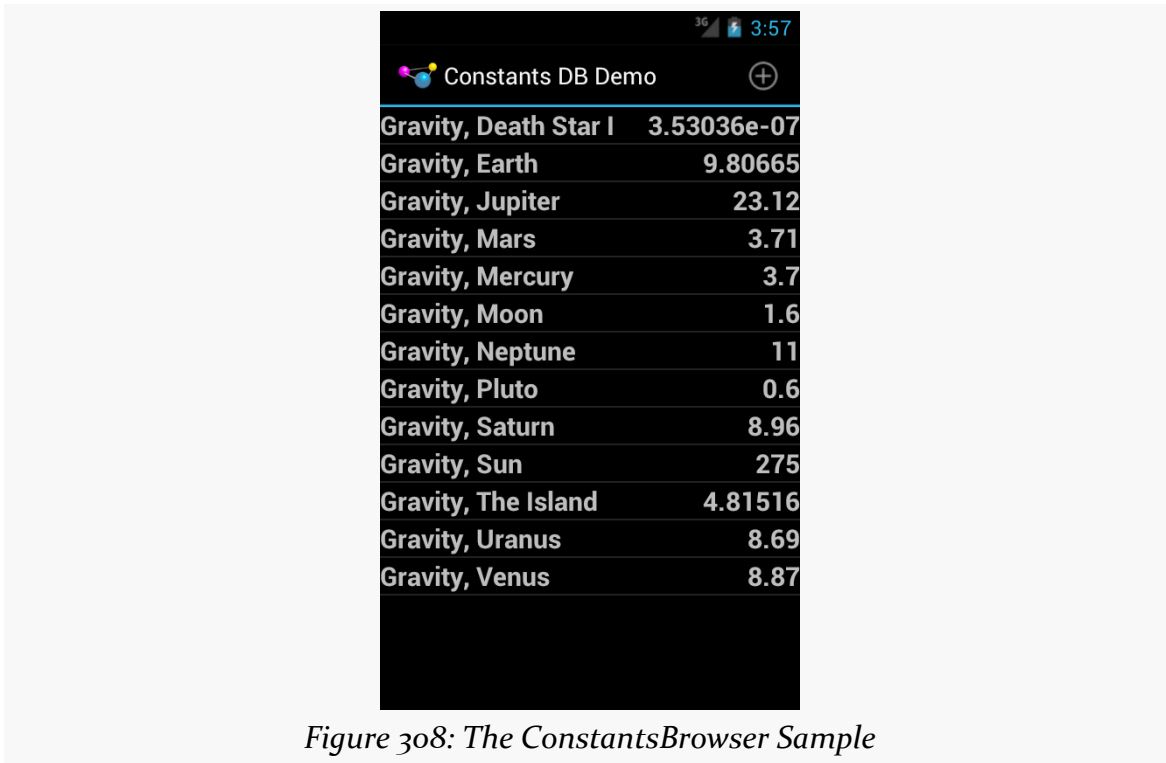 3G 3:57
Constants DB Demo
Gravity, Death Star I 3.53036e-07
Gravity, Earth 9.80665
Gravity, Jupiter 23.12
Gravity, Mars 3.71
Gravity, Mercury 3.7
Gravity, Moon 1.6
Gravity, Neptune 11
Gravity, Pluto 0.6
Gravity, Saturn 8.96
Gravity, Sun 275
Gravity, The Island 4.81516
Gravity, Uranus 8.69
Gravity, Venus 8.87
Figure 308: The ConstantsBrowser Sample